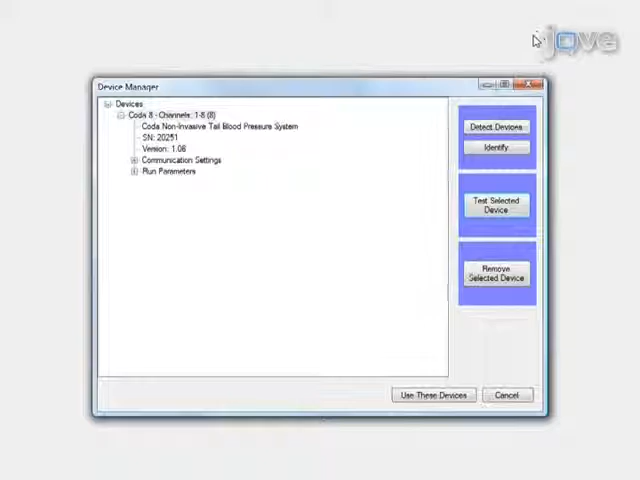 jove
Device Manager
Devices
Coda 8 - Channels: 1-8 (8)
Coda Non-Invasive Tail Blood Pressure System
SN: 20251
Version: 1.06
Communication Settings
Run Parameters
Detect Devices
Identify
Test Selected
Device
Remove
Selected Device
Use These Devices
Cancel